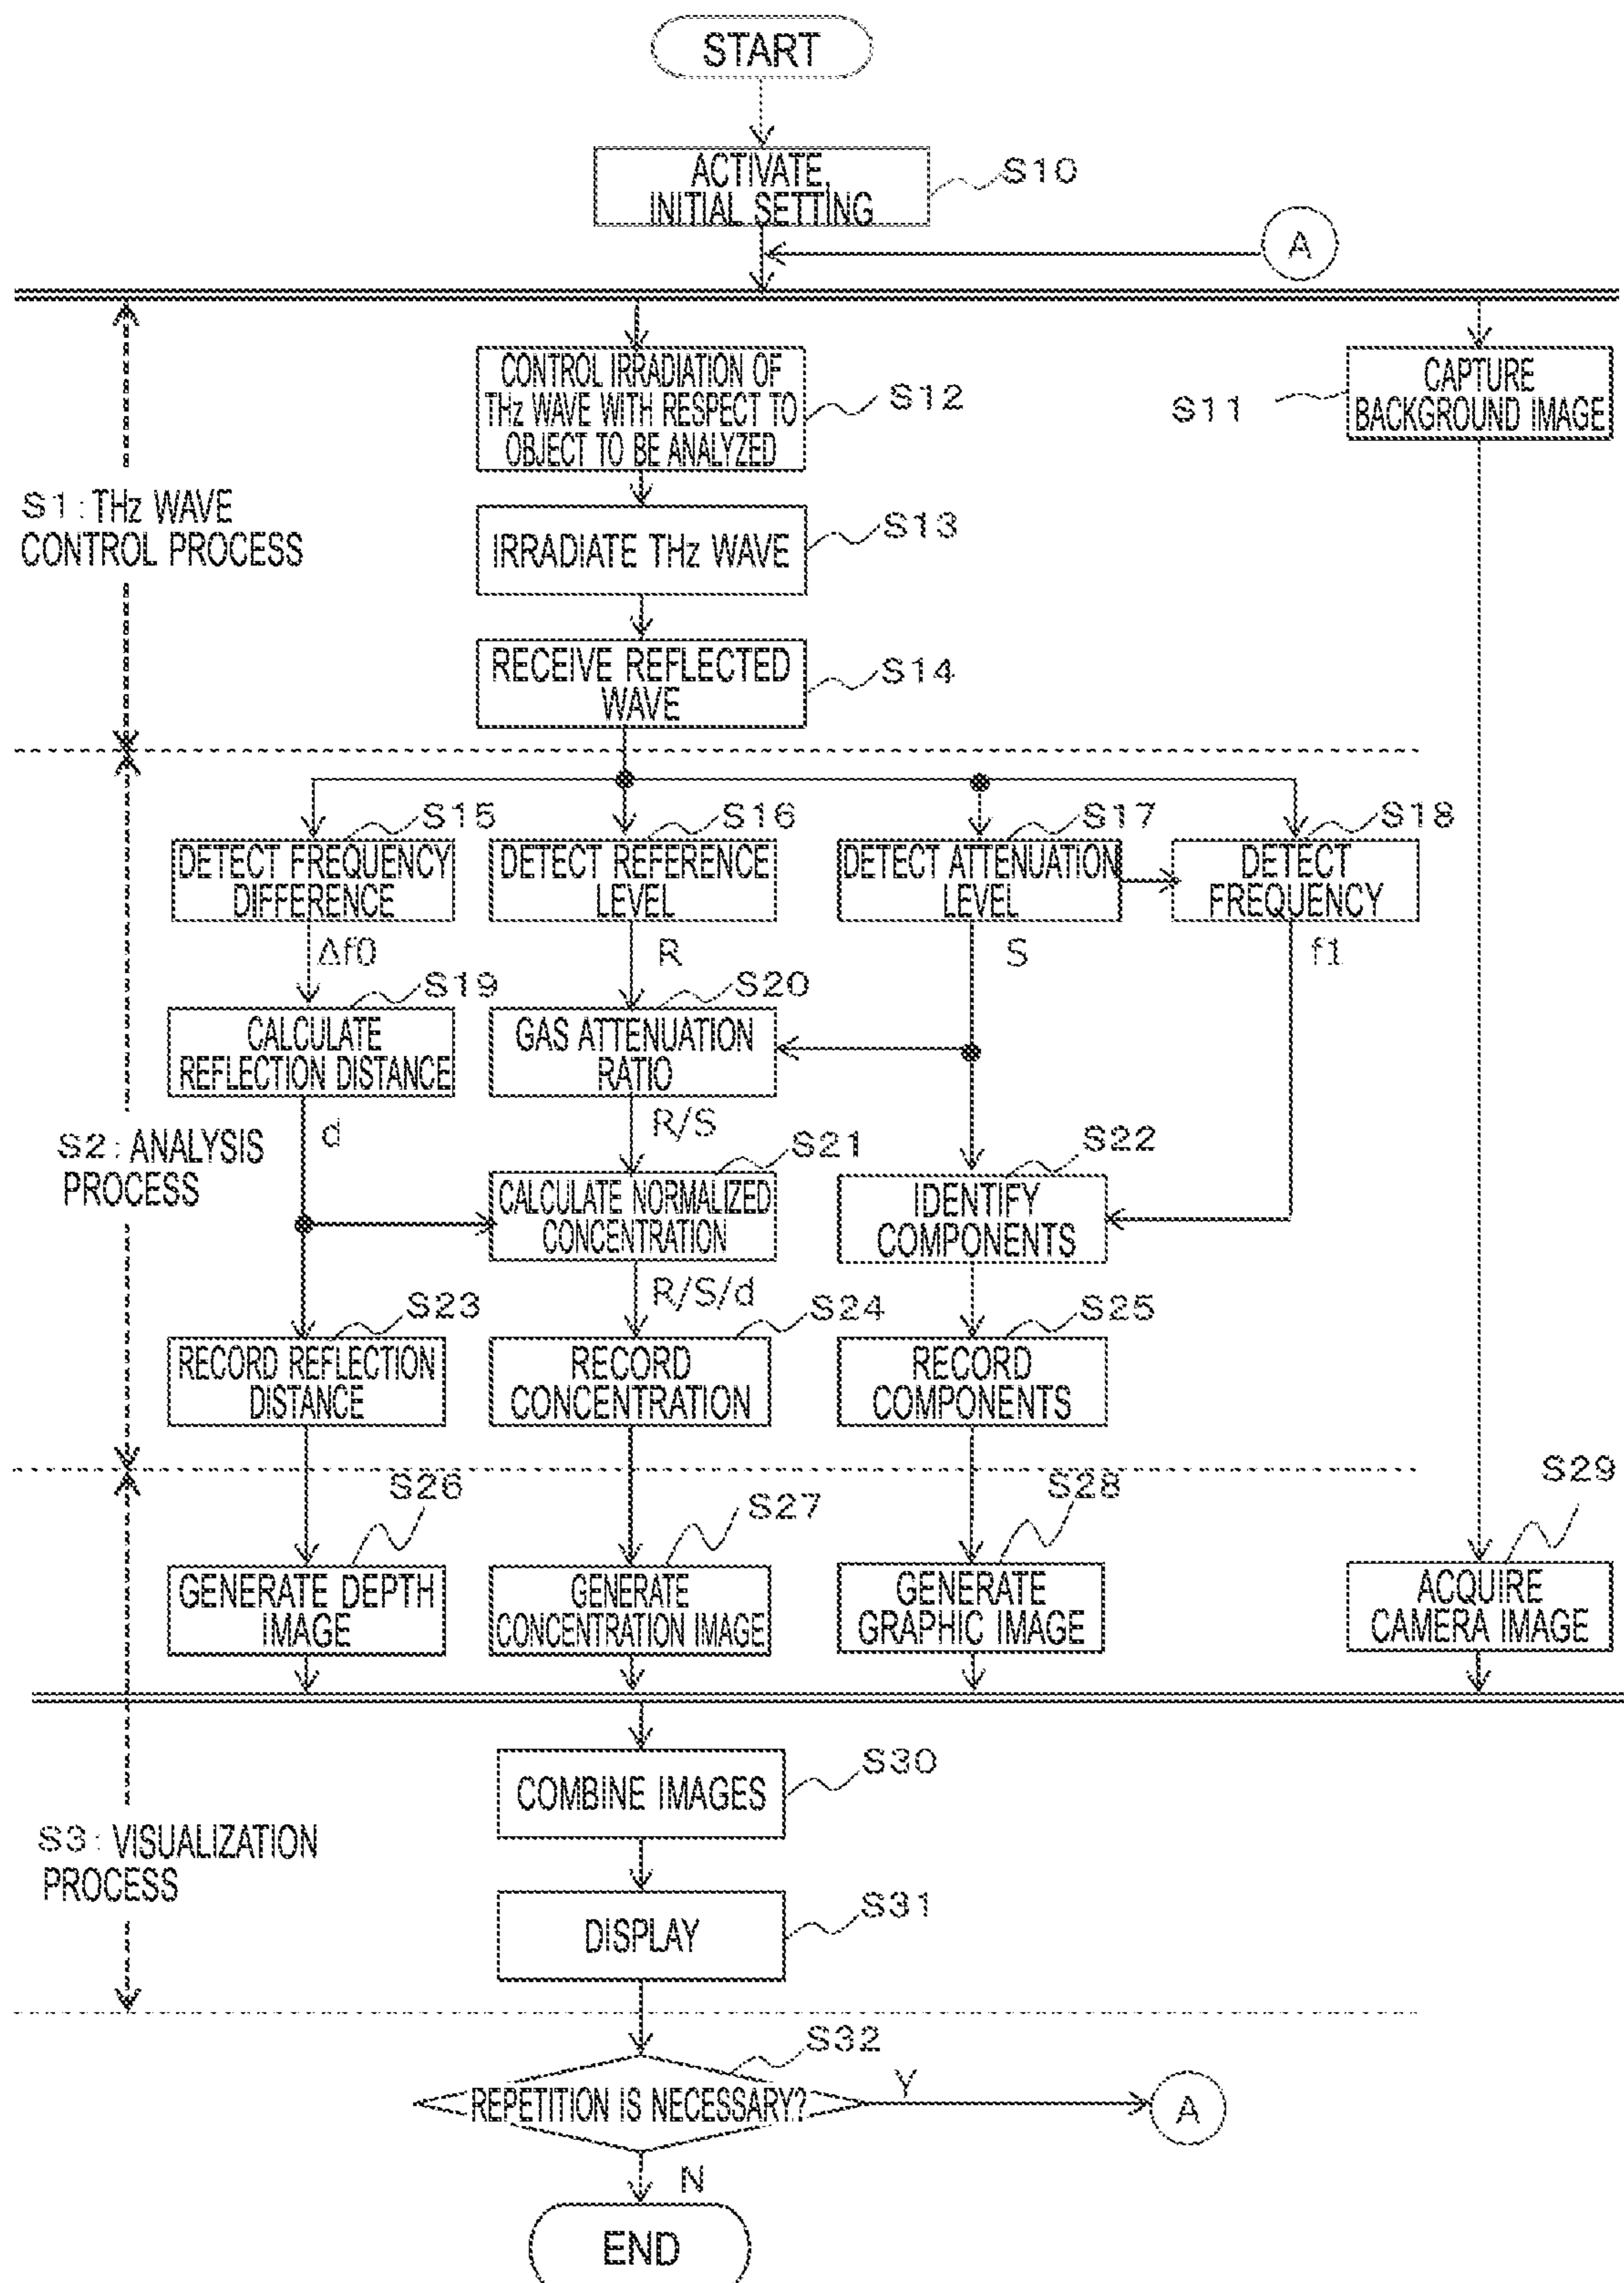 START
ACTIVATE,
INITIAL SETTING
S10
A
CONTROL IRRADIATION OF
THz WAVE WITH RESPECT TO
OBJECT TO BE ANALYZED
S12
CAPTURE
BACKGROUND IMAGE
S11
S1 : THz WAVE
CONTROL PROCESS
IRRADIATE THz WAVE
S13
RECEIVE REFLECTED
WAVE
S14
S15
S16
S17
S18
DETECT FREQUENCY
DIFFERENCE
DETECT REFERENCE
LEVEL
DETECT ATTENUATION
LEVEL
DETECT
FREQUENCY
Δf0
R
S
f1
S19
S20
CALCULATE
REFLECTION DISTANCE
GAS ATTENUATION
RATIO
d
R/S
S2 : ANALYSIS
PROCESS
S21
S22
CALCULATE NORMALIZED
CONCENTRATION
IDENTIFY
COMPONENTS
R/S/d
S23
S24
S25
RECORD REFLECTION
DISTANCE
RECORD
CONCENTRATION
RECORD
COMPONENTS
S26
S27
S28
S29
GENERATE DEPTH
IMAGE
GENERATE
CONCENTRATION IMAGE
GENERATE
GRAPHIC IMAGE
ACQUIRE
CAMERA IMAGE
COMBINE IMAGES
S30
S3 : VISUALIZATION
PROCESS
DISPLAY
S31
S32
REPETITION IS NECESSARY?
Y
A
N
END